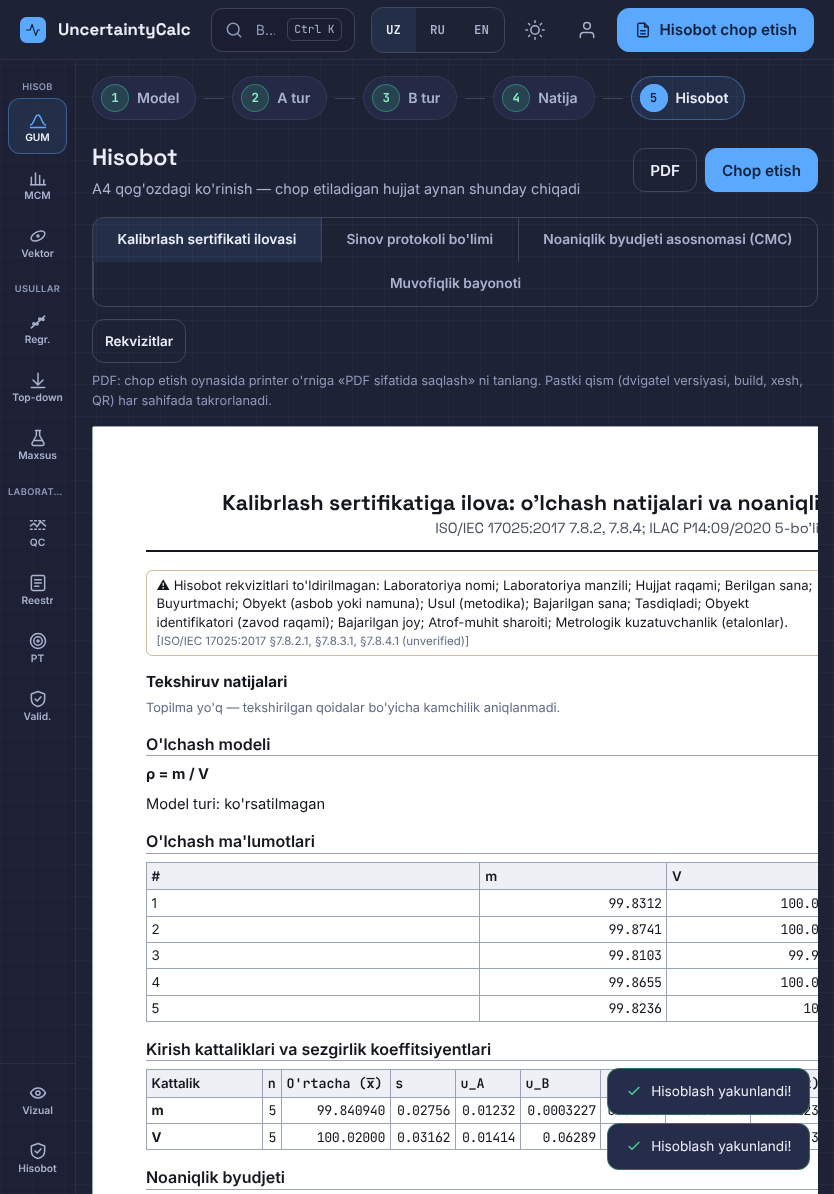 UncertaintyCalc
B...
Ctrl K
UZ
RU
EN
Hisobot chop etish
HISOB
GUM
MCM
Vektor
USULLAR
Regr.
Top-down
Maxsus
LABORAT...
QC
Reestr
PT
Valid.
Vizual
Hisobot
1 Model
2 A tur
3 B tur
4 Natija
5 Hisobot
Hisobot
A4 qog'ozdagi ko'rinish — chop etiladigan hujjat aynan shunday chiqadi
PDF
Chop etish
Kalibrlash sertifikati ilovasi
Sinov protokoli bo'limi
Noaniqlik byudjeti asosnomasi (CMC)
Muvofiqlik bayonoti
Rekvizitlar
PDF: chop etish oynasida printer o'rniga «PDF sifatida saqlash» ni tanlang. Pastki qism (dvigatel versiyasi, build, xesh,
QR) har sahifada takrorlanadi.
Kalibrlash sertifikatiga ilova: o'lchash natijalari va noaniqli
ISO/IEC 17025:2017 7.8.2, 7.8.4; ILAC P14:09/2020 5-bo'li
⚠ Hisobot rekvizitlari to'ldirilmagan: Laboratoriya nomi; Laboratoriya manzili; Hujjat raqami; Berilgan sana;
Buyurtmachi; Obyekt (asbob yoki namuna); Usul (metodika); Bajarilgan sana; Tasdiqladi; Obyekt
identifikatori (zavod raqami); Bajarilgan joy; Atrof-muhit sharoiti; Metrologik kuzatuvchanlik (etalonlar).
[ISO/IEC 17025:2017 §7.8.2.1, §7.8.3.1, §7.8.4.1 (unverified)]
Tekshiruv natijalari
Topilma yo'q — tekshirilgan qoidalar bo'yicha kamchilik aniqlanmadi.
O'lchash modeli
ρ = m / V
Model turi: ko'rsatilmagan
O'lchash ma'lumotlari
# m V
1 99.8312 100.0
2 99.8741 100.0
3 99.8103 99.9
4 99.8655 100.0
5 99.8236 10
Kirish kattaliklari va sezgirlik koeffitsiyentlari
Kattalik n O'rtacha (x̅) s u_A u_B
m 5 99.840940 0.02756 0.01232 0.0003227
V 5 100.02000 0.03162 0.01414 0.06289
Noaniqlik byudjeti
Hisoblash yakunlandi!
Hisoblash yakunlandi!